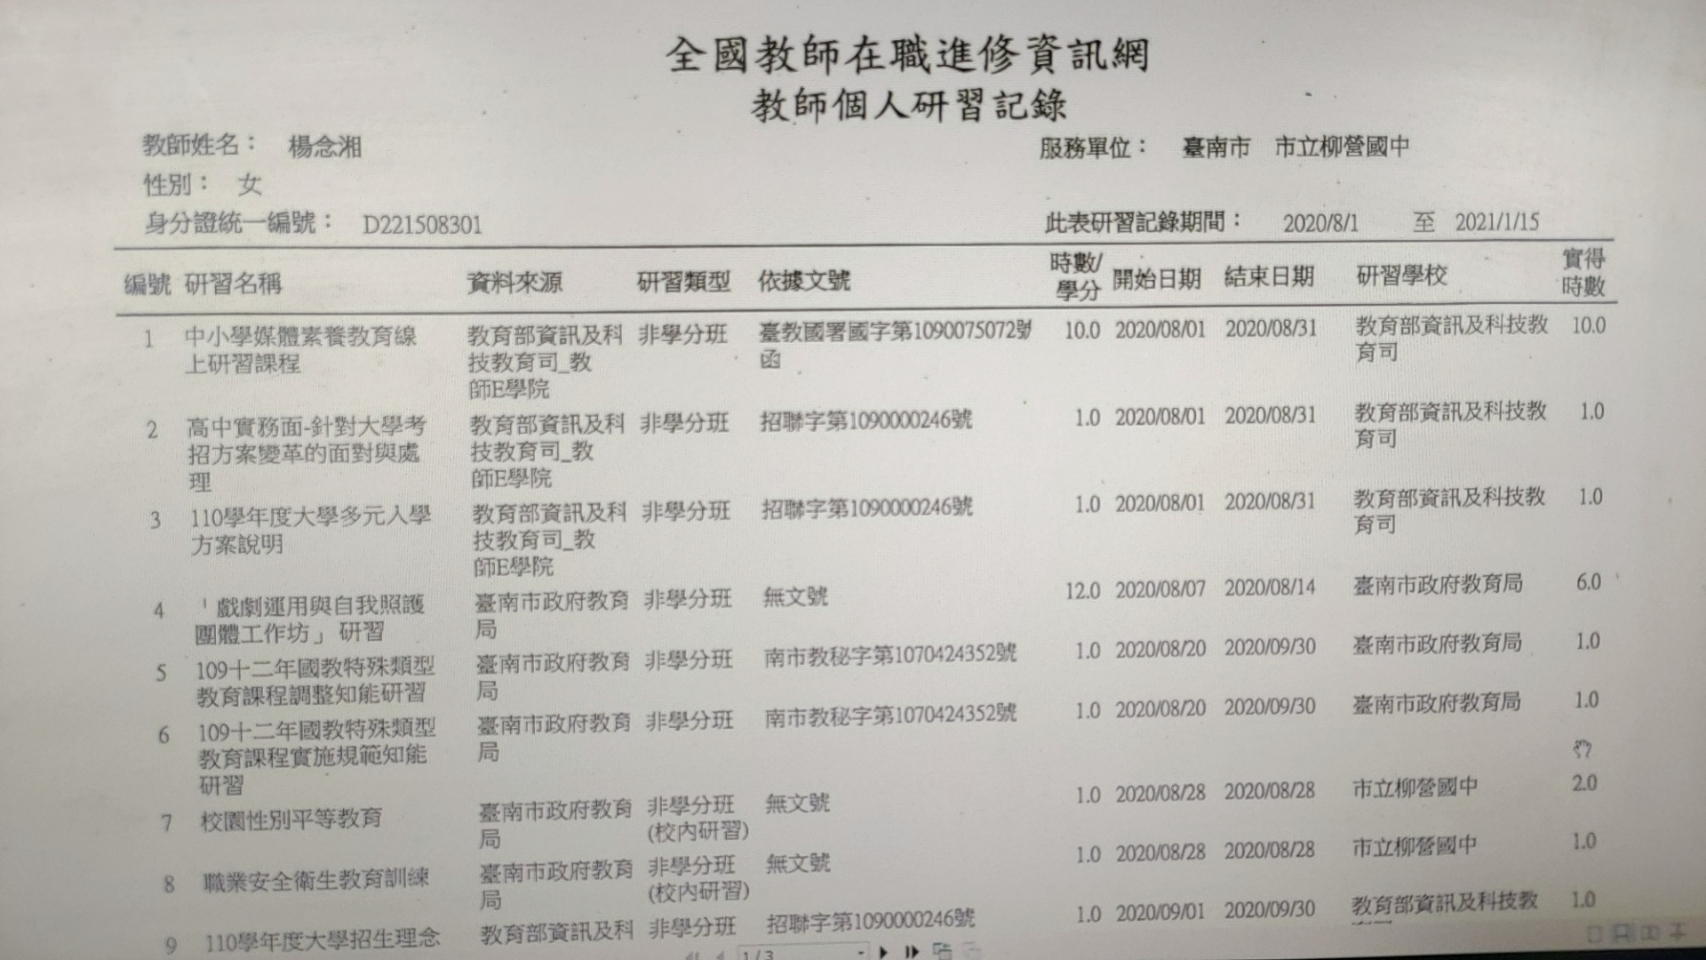 全國教師在職進修資訊網
教師個人研習記錄
教師姓名： 楊念湘 服務單位： 臺南市 市立柳營國中
性別： 女
身分證統一編號： D221508301 此表研習記錄期間： 2020/8/1 至 2021/1/15
編號 研習名稱 資料來源 研習類型 依據文號 時數/學分 開始日期 結束日期 研習學校 實得時數
1 中小學媒體素養教育線 教育部資訊及科 非學分班 臺教國署國字第1090075072號 10.0 2020/08/01 2020/08/31 教育部資訊及科技教 10.0
上研習課程 技教育司_教 函 育司
師E學院
2 高中實務面-針對大學考 教育部資訊及科 非學分班 招聯字第1090000246號 1.0 2020/08/01 2020/08/31 教育部資訊及科技教 1.0
招方案變革的面對與處 技教育司_教 育司
理 師E學院
3 110學年度大學多元入學 教育部資訊及科 非學分班 招聯字第1090000246號 1.0 2020/08/01 2020/08/31 教育部資訊及科技教 1.0
方案說明 技教育司_教 育司
師E學院
4 「戲劇運用與自我照護 臺南市政府教育 非學分班 無文號 12.0 2020/08/07 2020/08/14 臺南市政府教育局 6.0
團體工作坊」研習 局
5 109十二年國教特殊類型 臺南市政府教育 非學分班 南市教秘字第1070424352號 1.0 2020/08/20 2020/09/30 臺南市政府教育局 1.0
教育課程調整知能研習 局
6 109十二年國教特殊類型 臺南市政府教育 非學分班 南市教秘字第1070424352號 1.0 2020/08/20 2020/09/30 臺南市政府教育局 1.0
教育課程實施規範知能 局
研習
7 校園性別平等教育 臺南市政府教育 非學分班 無文號 1.0 2020/08/28 2020/08/28 市立柳營國中 2.0
局 (校內研習)
8 職業安全衛生教育訓練 臺南市政府教育 非學分班 無文號 1.0 2020/08/28 2020/08/28 市立柳營國中 1.0
局 (校內研習)
9 110學年度大學招生理念 教育部資訊及科 非學分班 招聯字第1090000246號 1.0 2020/09/01 2020/09/30 教育部資訊及科技教 1.0
1/3